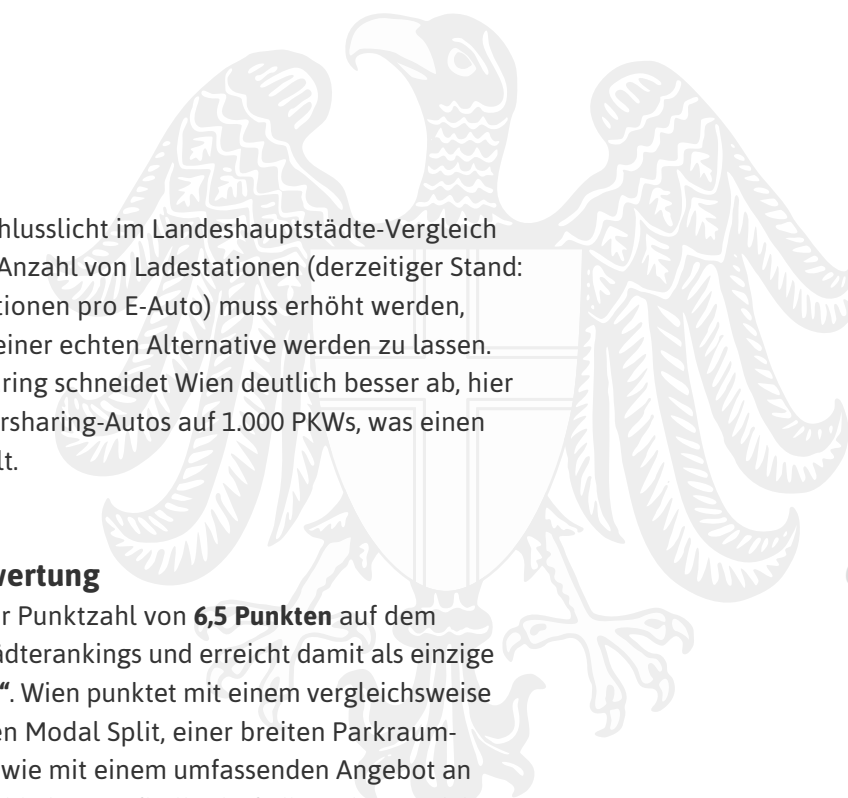 hlusslicht im Landeshauptstädte-Vergleich
Anzahl von Ladestationen (derzeitiger Stand:
tionen pro E-Auto) muss erhöht werden,
einer echten Alternative werden zu lassen.
ring schneidet Wien deutlich besser ab, hier
rsharing-Autos auf 1.000 PKWs, was einen
lt.
wertung
r Punktzahl von 6,5 Punkten auf dem
ädterankings und erreicht damit als einzige
“. Wien punktet mit einem vergleichsweise
en Modal Split, einer breiten Parkraum-
wie mit einem umfassenden Angebot an